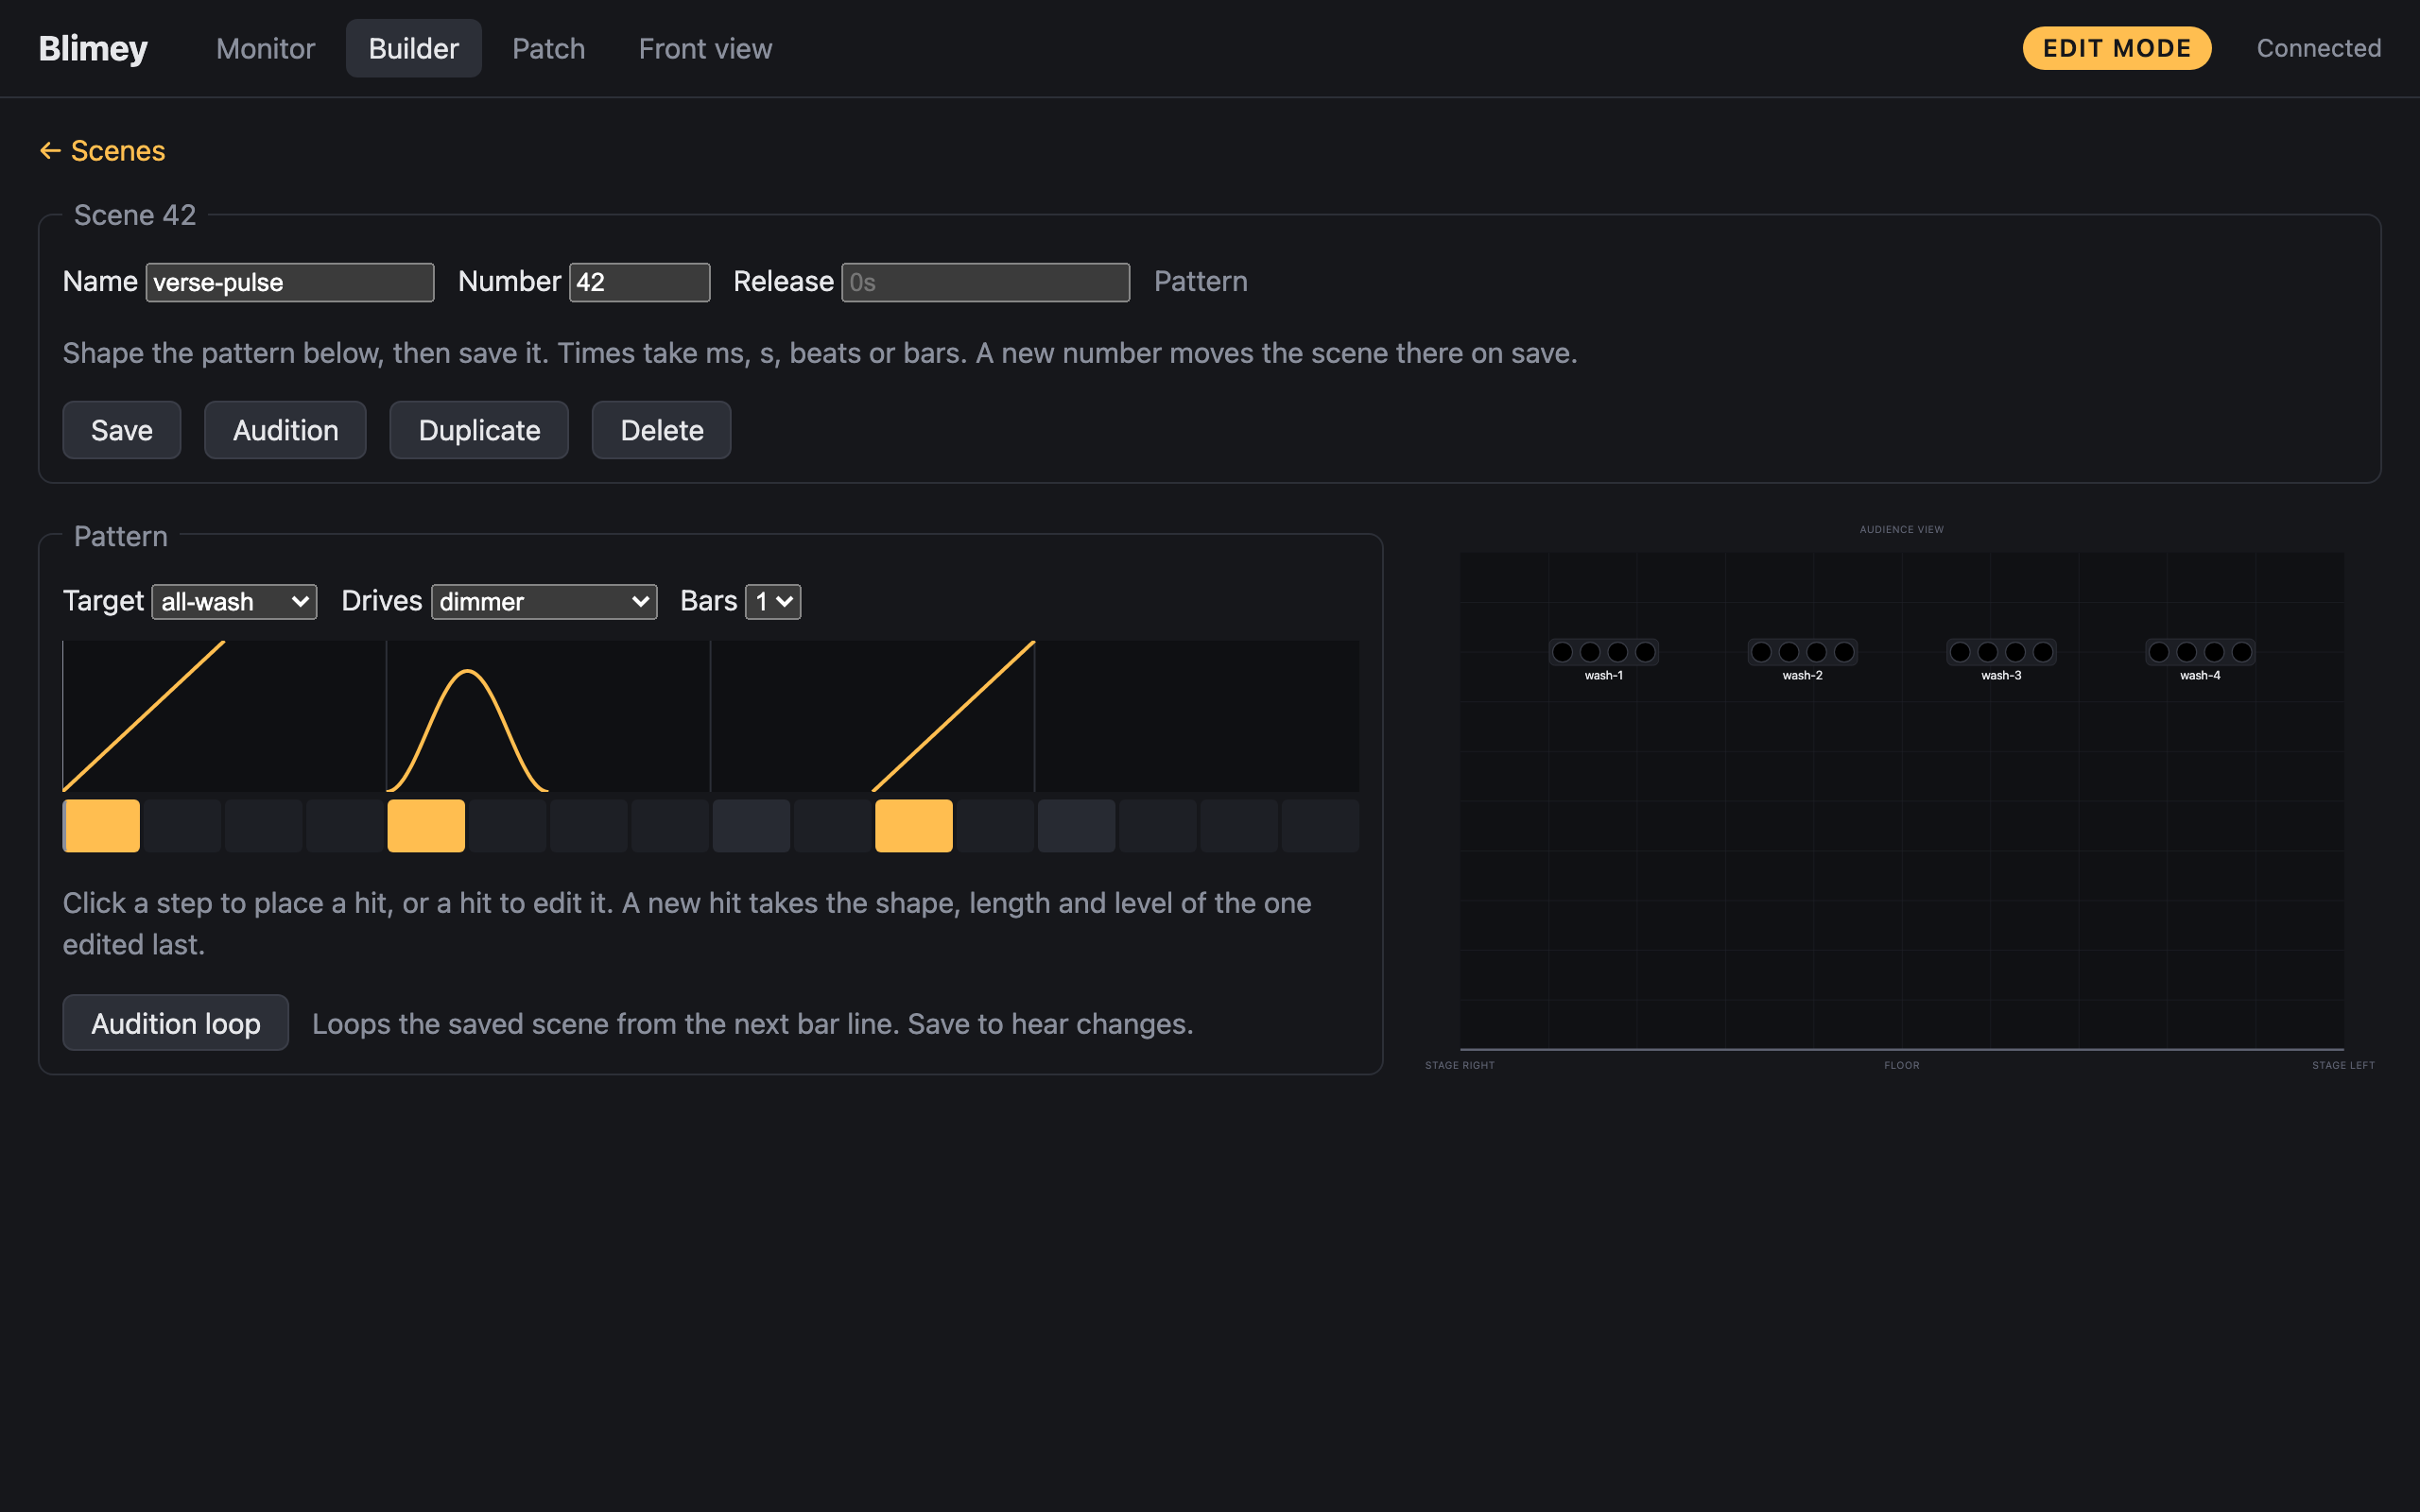 Blimey Monitor Builder Patch Front view EDIT MODE Connected
← Scenes
Scene 42
Name verse-pulse Number 42 Release 0s Pattern
Shape the pattern below, then save it. Times take ms, s, beats or bars. A new number moves the scene there on save.
Save Audition Duplicate Delete
Pattern
Target all-wash Drives dimmer Bars 1
Click a step to place a hit, or a hit to edit it. A new hit takes the shape, length and level of the one
edited last.
Audition loop Loops the saved scene from the next bar line. Save to hear changes.
AUDIENCE VIEW
wash-1 wash-2 wash-3 wash-4
STAGE RIGHT FLOOR STAGE LEFT